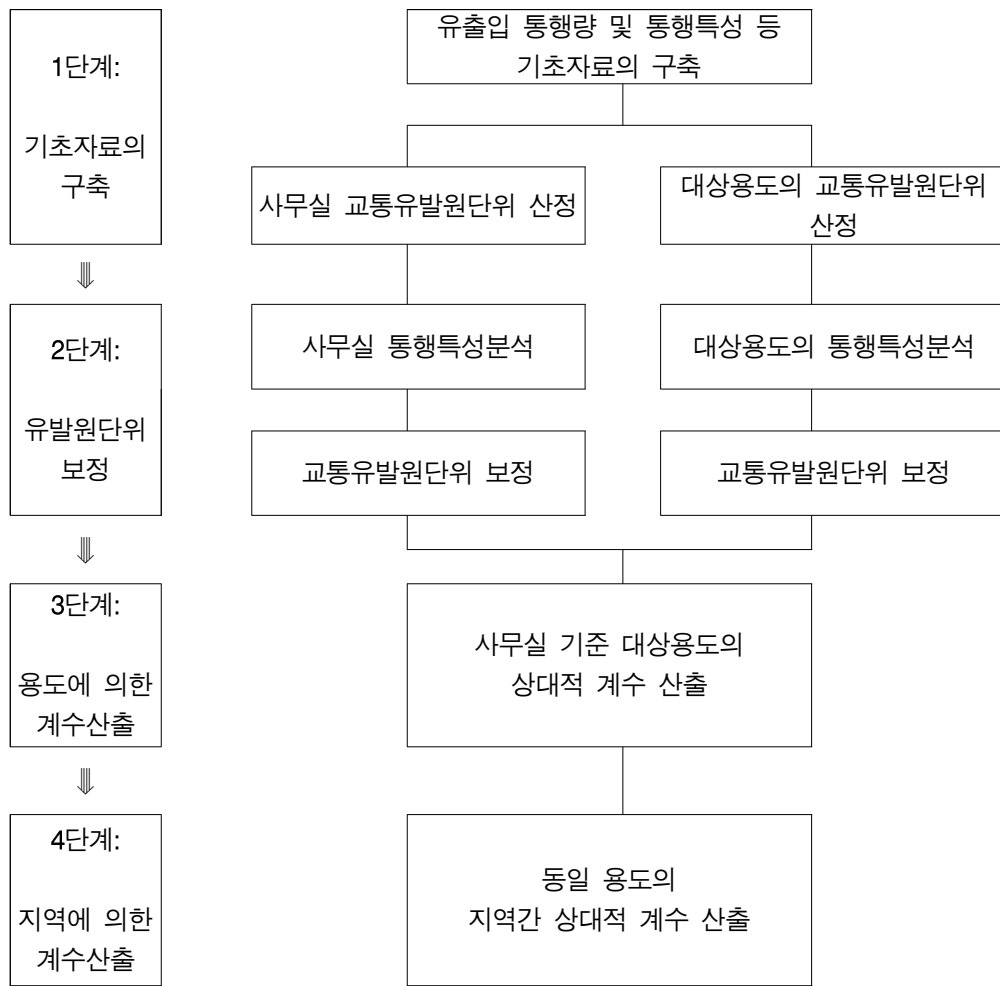 1단계:
기초자료의
구축
유출입 통행량 및 통행특성 등
기초자료의 구축
사무실 교통유발원단위 산정
대상용도의 교통유발원단위
산정
⇓
2단계:
유발원단위
보정
사무실 통행특성분석
대상용도의 통행특성분석
교통유발원단위 보정
교통유발원단위 보정
⇓
3단계:
용도에 의한
계수산출
사무실 기준 대상용도의
상대적 계수 산출
⇓
4단계:
지역에 의한
계수산출
동일 용도의
지역간 상대적 계수 산출